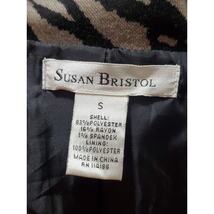 SUSAN BRISTOL
S
SHELL:
83%POLYESTER
16%RAYON
1%SPANDEX
LINING:
100%POLYESTER
MADE IN CHINA
RN 114186